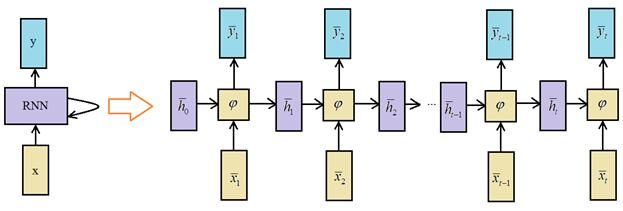 y
RNN
x
ȳ₁ ȳ₂ ȳₜ₋₁ ȳₜ
h̄₀ φ h̄₁ φ h̄₂ ... h̄ₜ₋₁ φ h̄ₜ φ
x̄₁ x̄₂ x̄ₜ₋₁ x̄ₜ